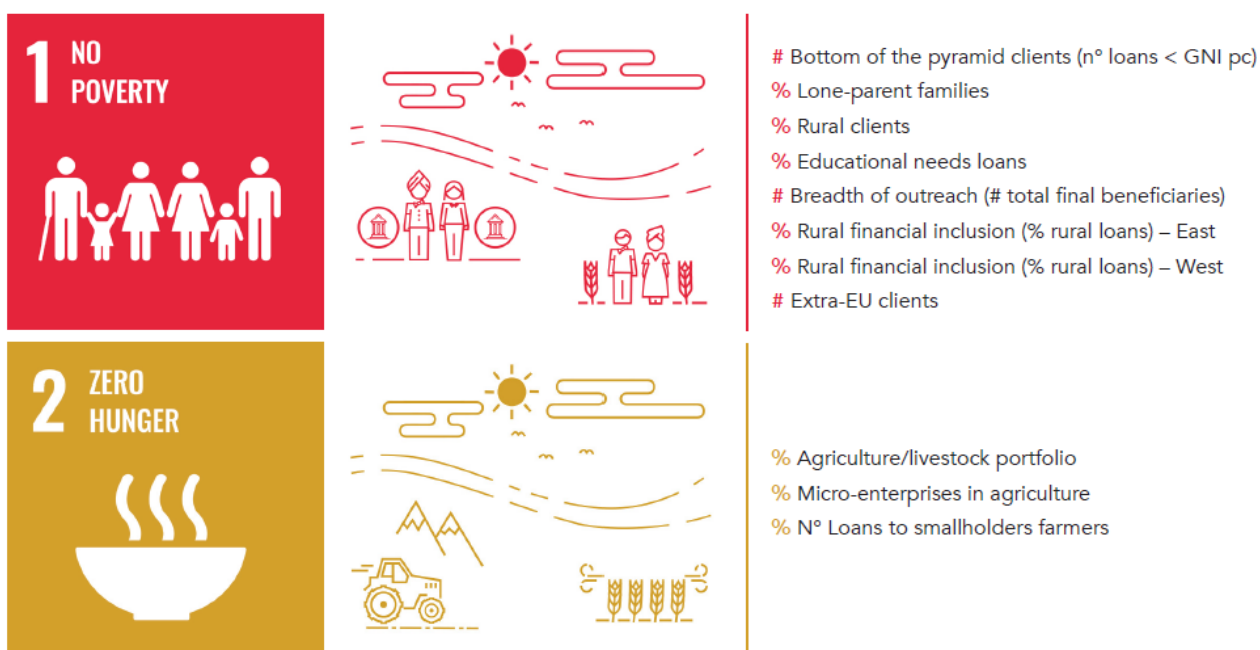 1 NO
POVERTY
# Bottom of the pyramid clients (n° loans < GNI pc)
% Lone-parent families
% Rural clients
% Educational needs loans
# Breadth of outreach (# total final beneficiaries)
% Rural financial inclusion (% rural loans) – East
% Rural financial inclusion (% rural loans) – West
# Extra-EU clients
2 ZERO
HUNGER
% Agriculture/livestock portfolio
% Micro-enterprises in agriculture
% N° Loans to smallholders farmers